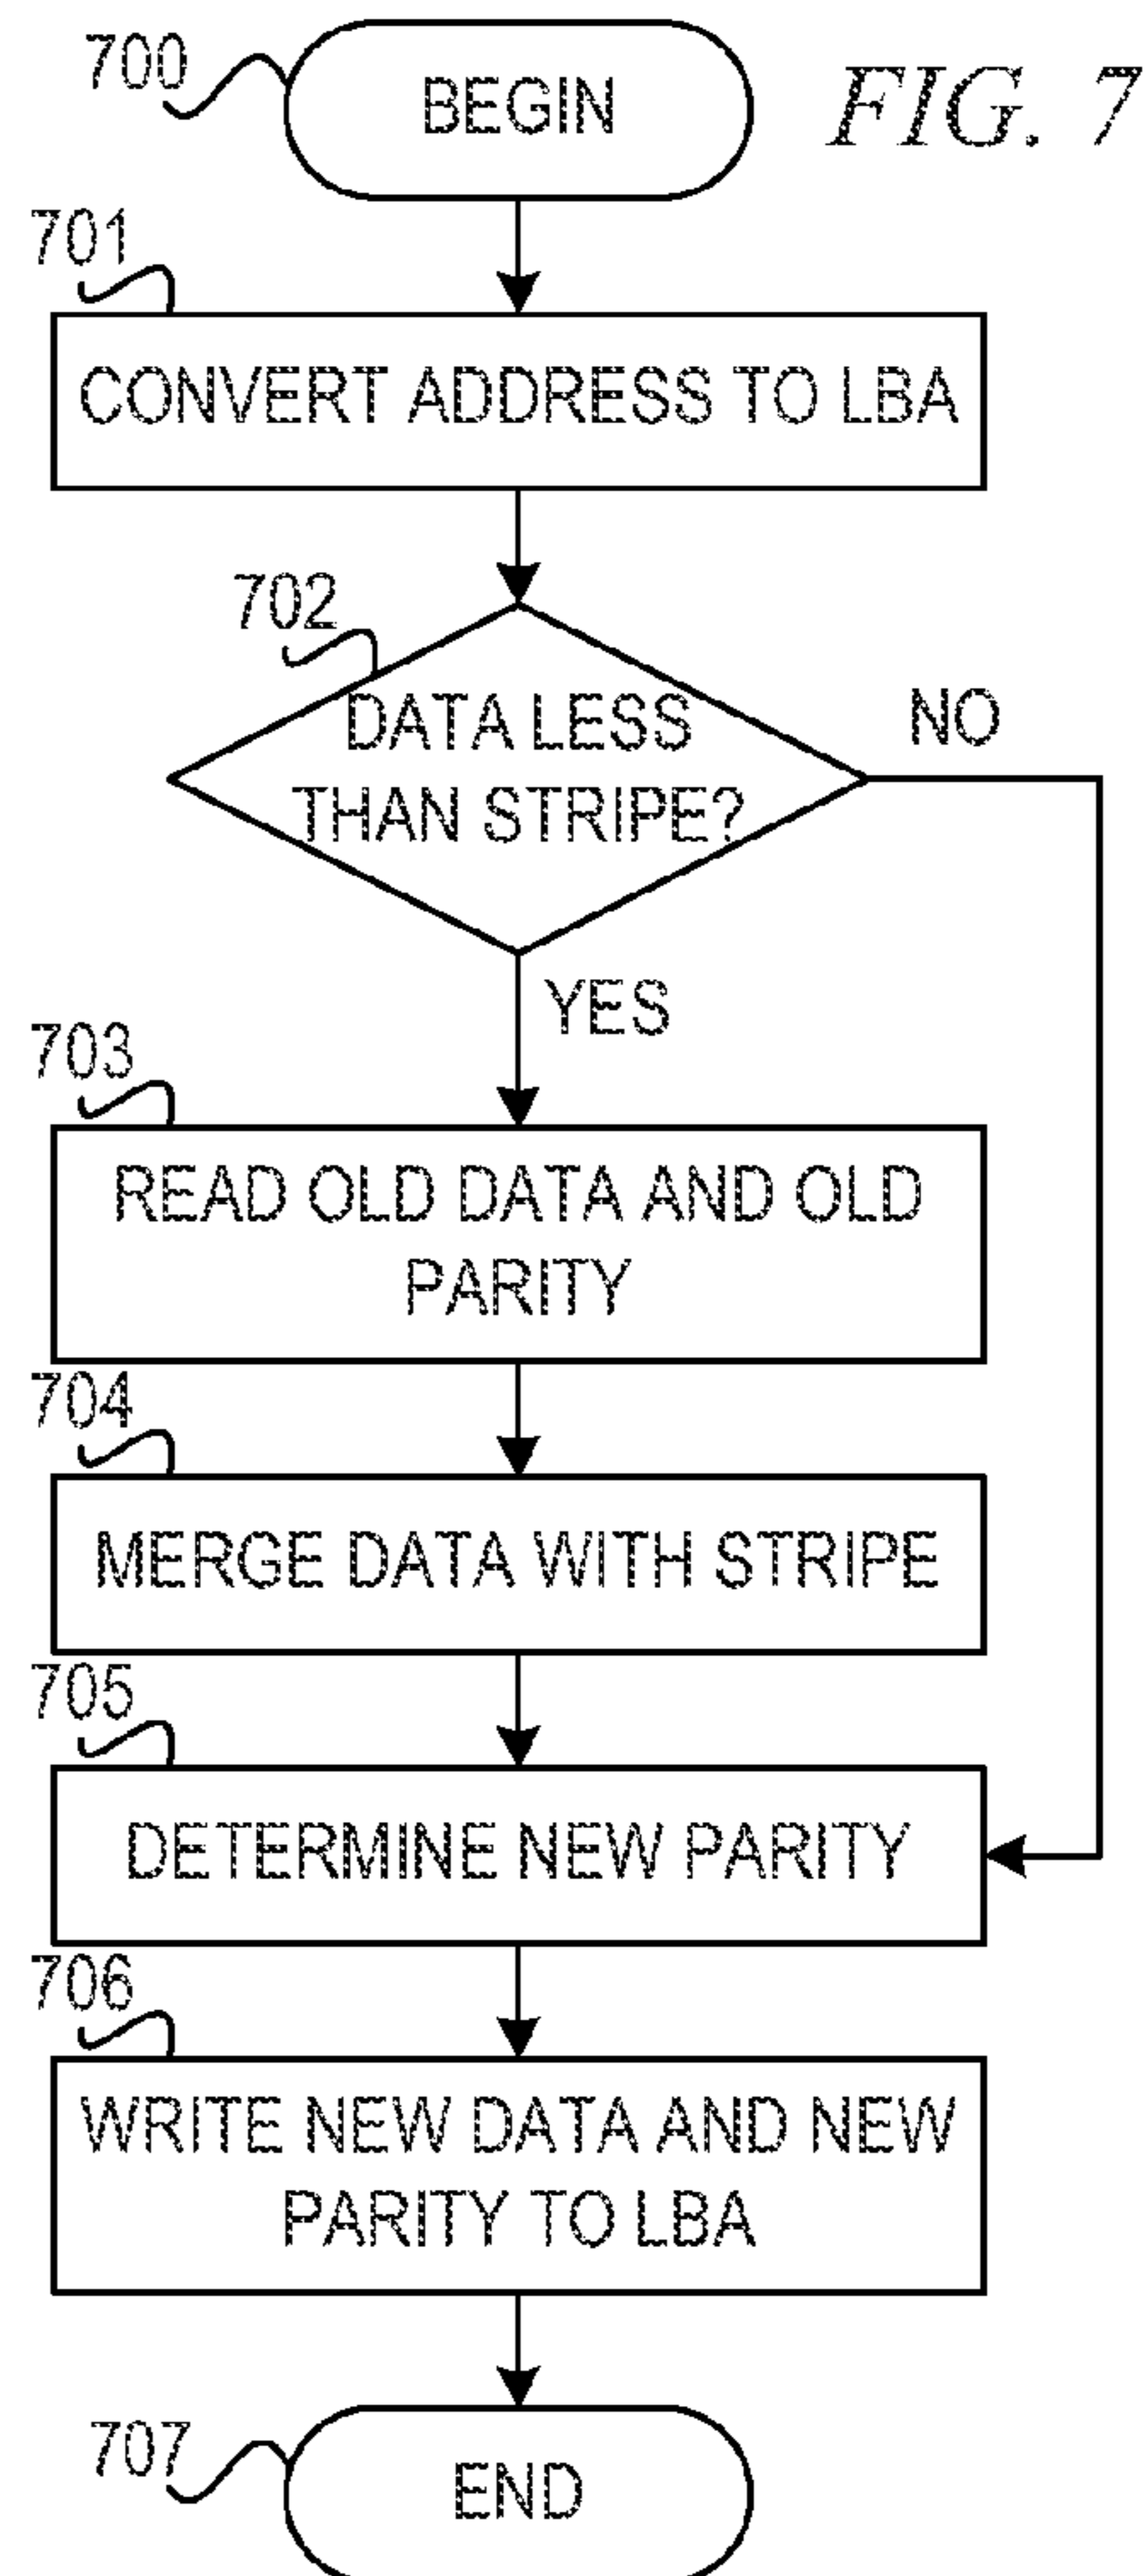 700
BEGIN
FIG. 7
701
CONVERT ADDRESS TO LBA
702
DATA LESS
THAN STRIPE?
NO
YES
703
READ OLD DATA AND OLD
PARITY
704
MERGE DATA WITH STRIPE
705
DETERMINE NEW PARITY
706
WRITE NEW DATA AND NEW
PARITY TO LBA
707
END